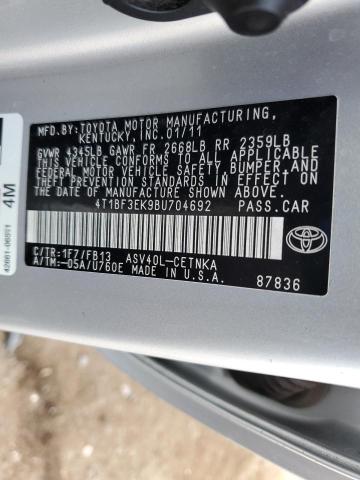 MFD.BY:TOYOTA MOTOR MANUFACTURING,
KENTUCKY,INC.01/11
GVWR 4345LB GAWR FR 2668LB RR 2359LB
THIS VEHICLE CONFORMS TO ALL APPLICABLE
FEDERAL MOTOR VEHICLE SAFETY, BUMPER, AND
THEFT PREVENTION STANDARDS IN EFFECT ON
THE DATE OF MANUFACTURE SHOWN ABOVE.
4T1BF3EK9BU704692 PASS.CAR
C/TR:1F7/FB13 ASV40L-CETNKA
A/TM:-05A/U760E MADE IN U.S.A.
87836
4M